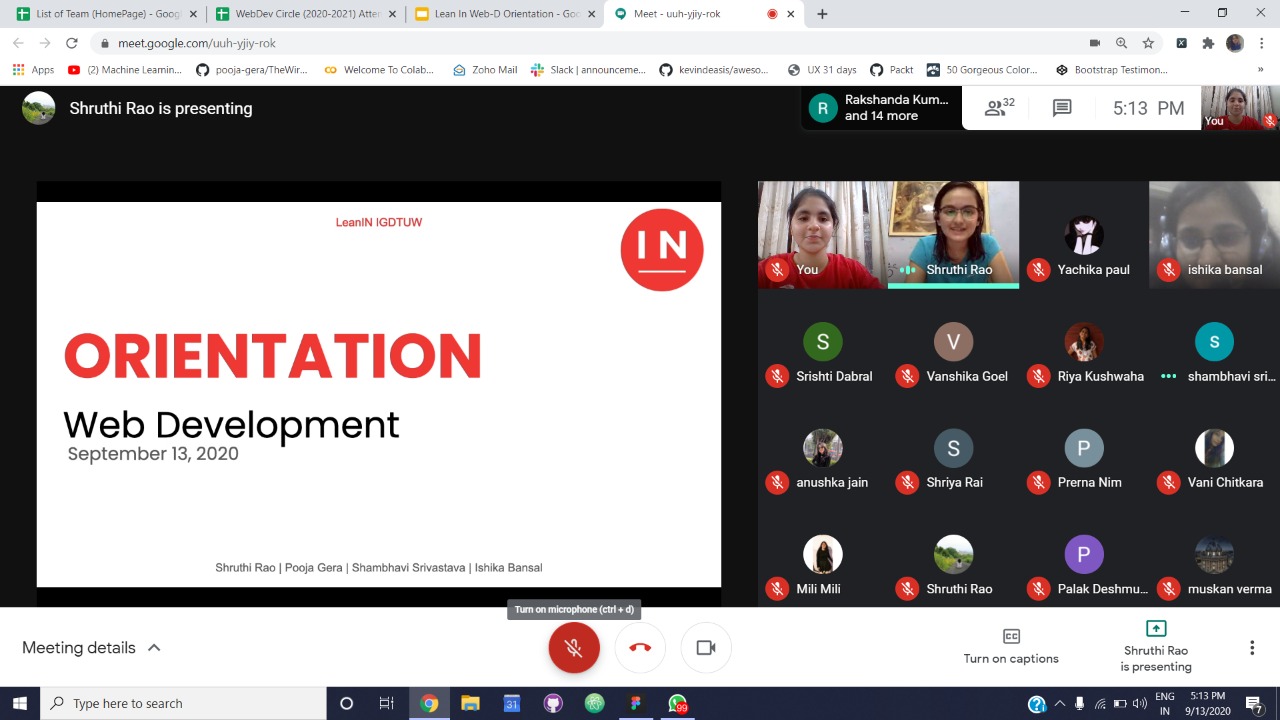 List of Team (HomePage) - Goog
WebDev Circle (2020-2021) Atte
Lean In Web-D Orientation - Goo
Meet - uuh-yjiy-rok
meet.google.com/uuh-yjiy-rok
Apps
(2) Machine Learnin...
pooja-gera/TheWir...
Welcome To Colab...
Zoho Mail
Slack | announceme...
kevindeasis/aweso...
UX 31 days
Packt
50 Gorgeous Color...
Bootstrap Testimon...
»
Shruthi Rao is presenting
R
Rakshanda Kum...
and 14 more
32
5:13 PM
You
LeanIN IGDTUW
IN
ORIENTATION
Web Development
September 13, 2020
Shruthi Rao | Pooja Gera | Shambhavi Srivastava | Ishika Bansal
You
Shruthi Rao
Yachika paul
ishika bansal
S
V
s
Srishti Dabral
Vanshika Goel
Riya Kushwaha
shambhavi sri...
S
P
anushka jain
Shriya Rai
Prerna Nim
Vani Chitkara
P
Mili Mili
Shruthi Rao
Palak Deshmu...
muskan verma
Turn on microphone (ctrl + d)
Meeting details
CC
Turn on captions
Shruthi Rao
is presenting
Type here to search
31
99
ENG
IN
5:13 PM
9/13/2020
7